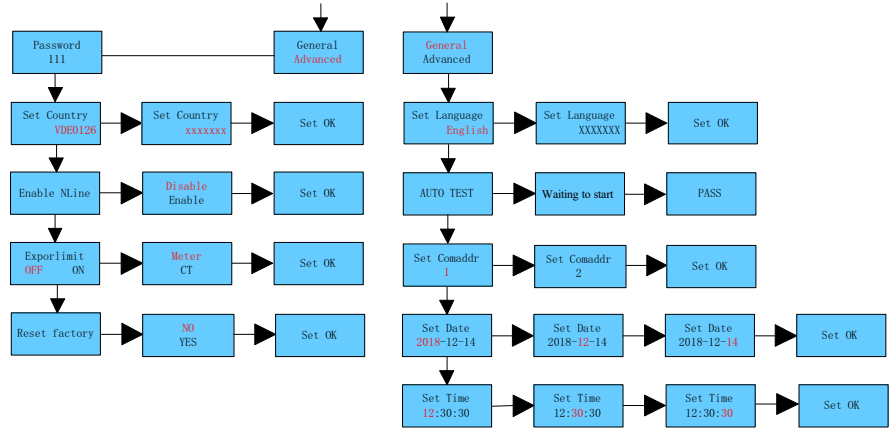 Password
111
General
Advanced
Set Country
VDE0126
Set Country
xxxxxxx
Set OK
Enable NLine
Disable
Enable
Set OK
Exporlimit
OFF ON
Meter
CT
Set OK
Reset factory
NO
YES
Set OK
General
Advanced
Set Language
English
Set Language
XXXXXXX
Set OK
AUTO TEST
Waiting to start
PASS
Set Comaddr
1
Set Comaddr
2
Set OK
Set Date
2018-12-14
Set Date
2018-12-14
Set Date
2018-12-14
Set OK
Set Time
12:30:30
Set Time
12:30:30
Set Time
12:30:30
Set OK